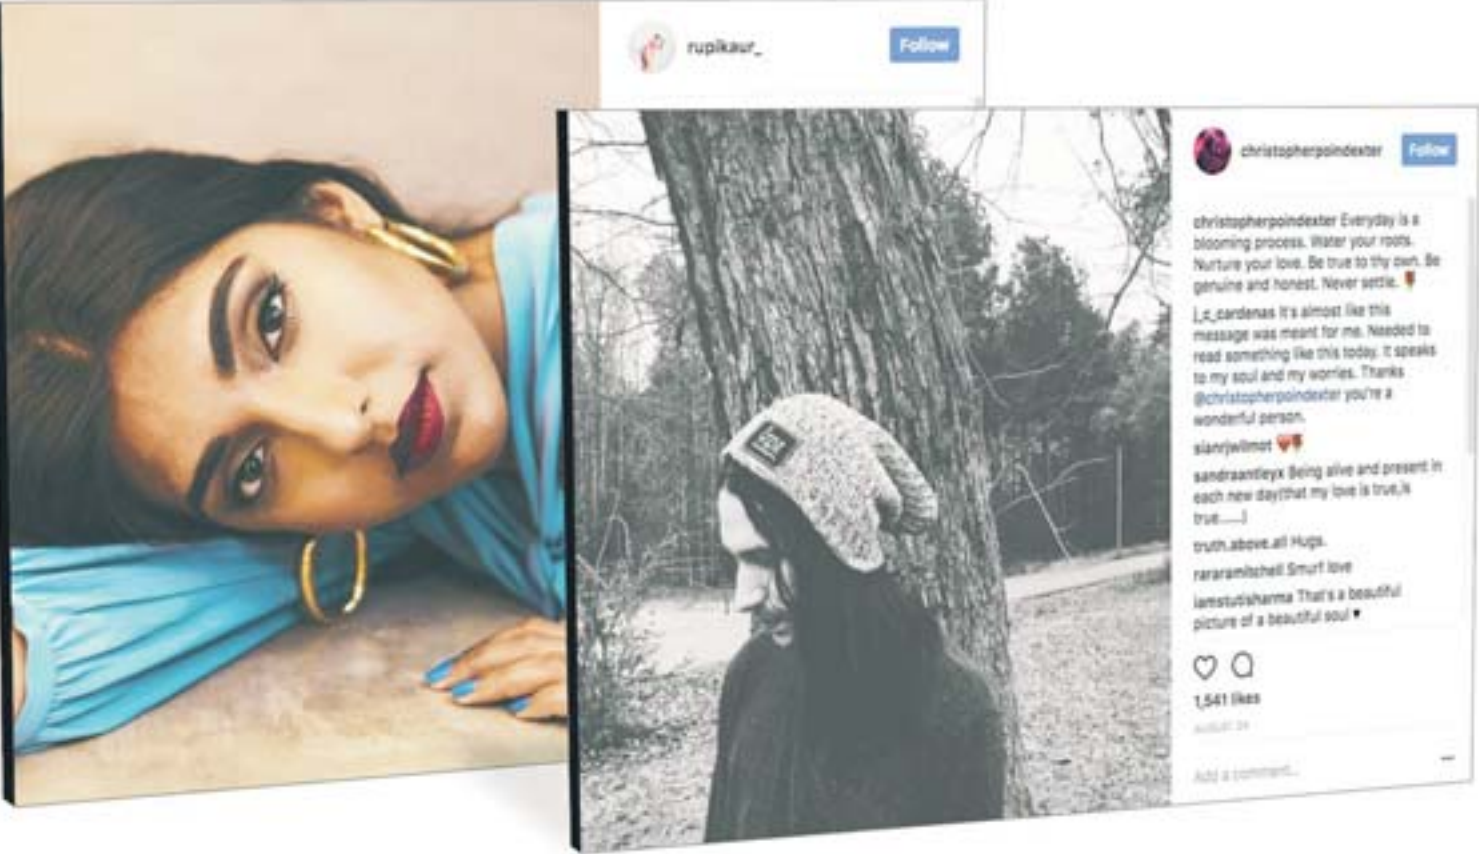 rupikaur_
Follow
christopherpoindexter
Follow
christopherpoindexter Everyday is a
blooming process. Water your roots.
Nurture your love. Be true to thy own. Be
genuine and honest. Never settle.
cardenas It's almost like this
message was meant for me. Needed to
read something like this today. It speaks
to my soul and my worries. Thanks
@christopherpoindexter you're a
wonderful person.
sianrjwilmot
sandraantleyx Being alive and present in
each new day(that my love is true,is
true......)
truth.above.all Hugs.
rararamitchell Smurf love
iamstutisharma That's a beautiful
picture of a beautiful soul ♥
1,541 likes
AUGUST 24
Add a comment...